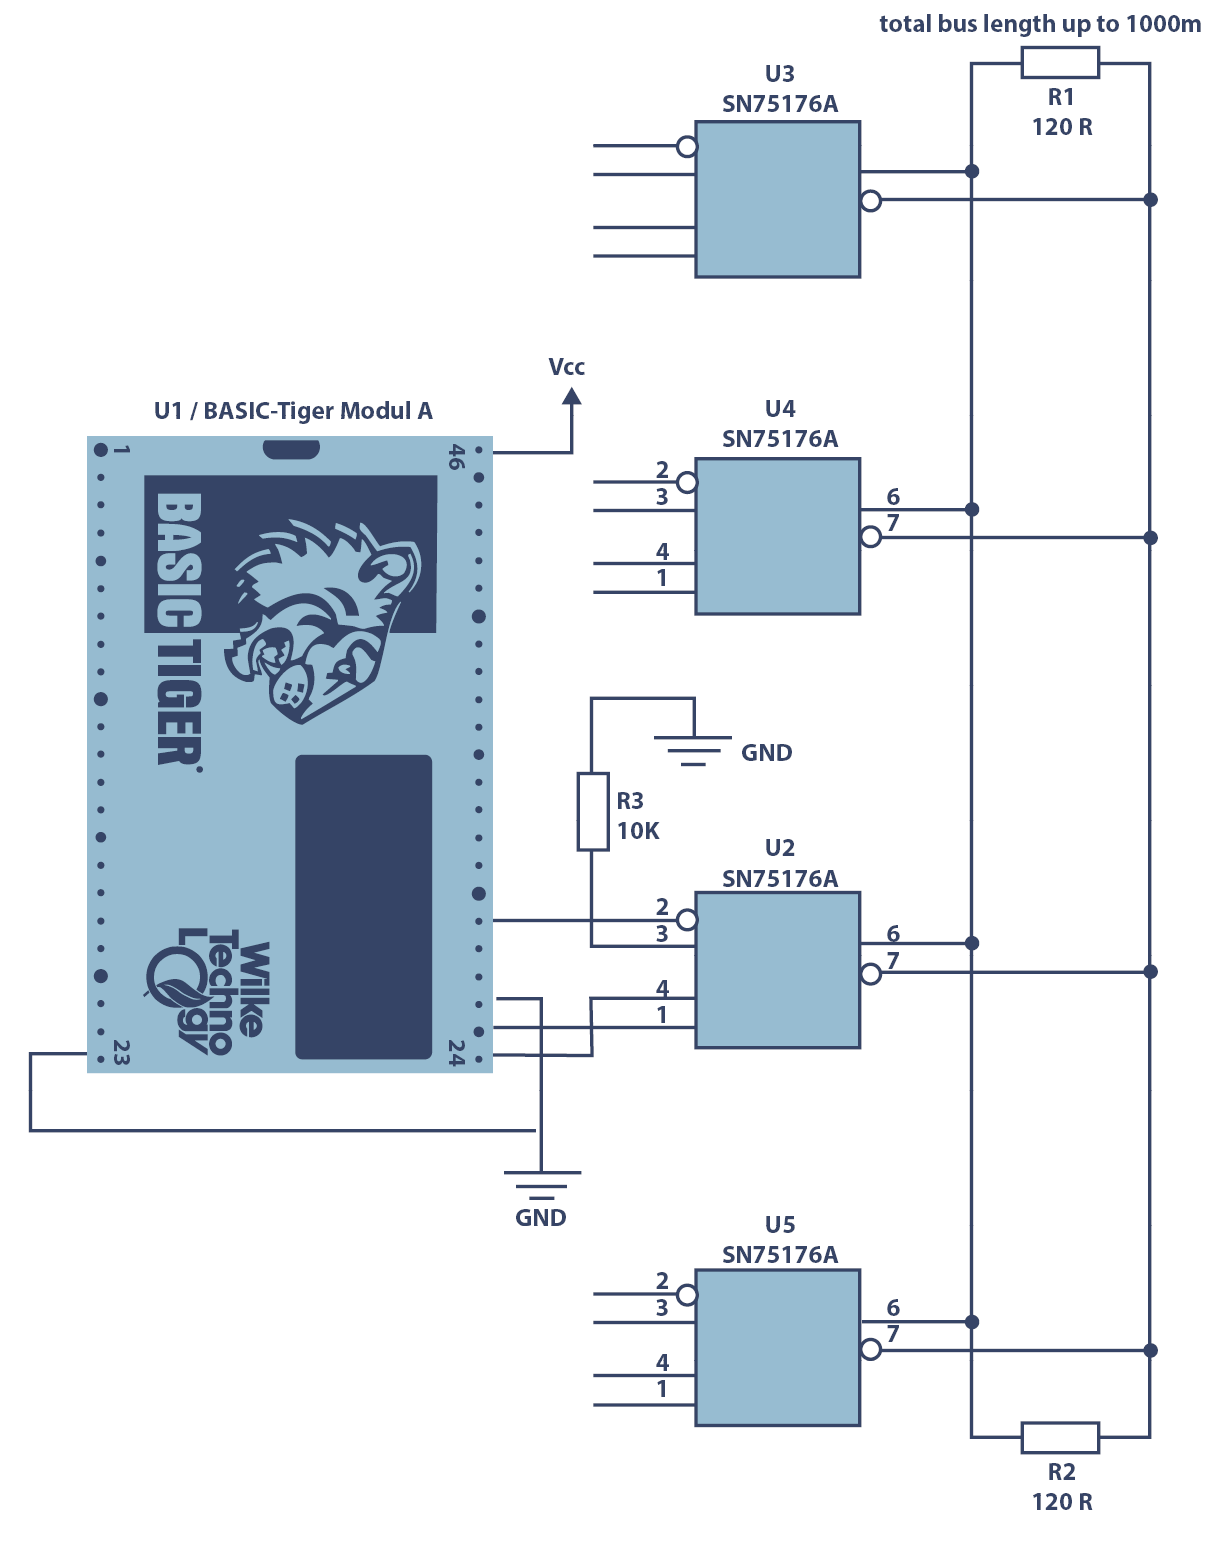 total bus length up to 1000m
R1
120 R
U3
SN75176A
Vcc
U1 / BASIC-Tiger Modul A
1
46
BASIC TIGER
Wilke
Techno
Logy
23
24
GND
U4
SN75176A
2
3
4
1
6
7
GND
R3
10K
U2
SN75176A
2
3
4
1
6
7
U5
SN75176A
2
3
4
1
6
7
R2
120 R